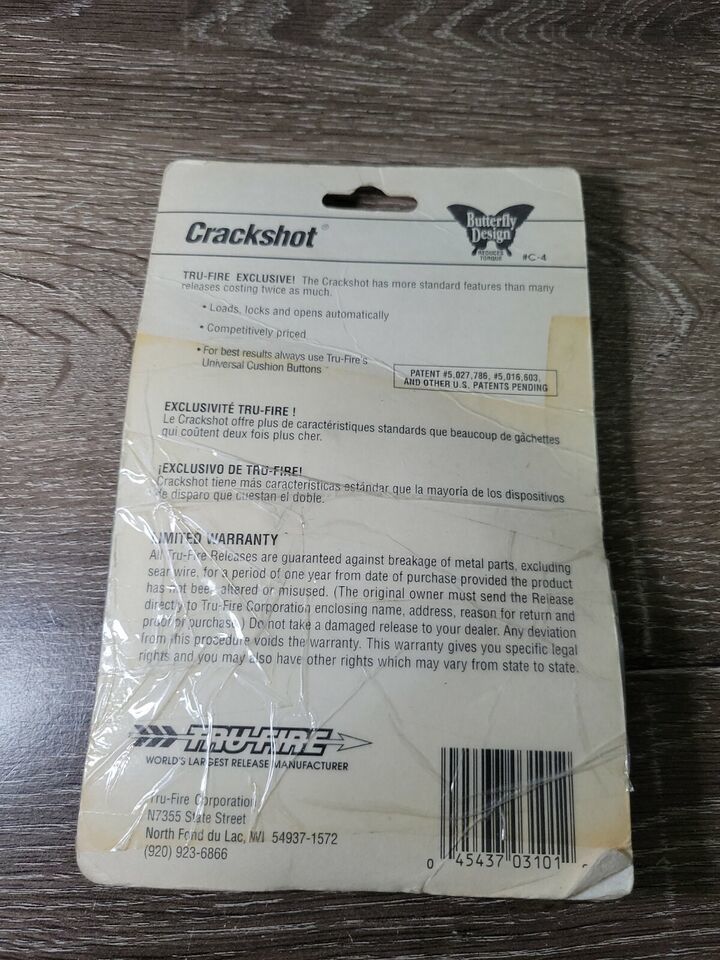 Crackshot®
Butterfly
Design
REDUCES
TORQUE
#C-4
TRU-FIRE EXCLUSIVE! The Crackshot has more standard features than many
releases costing twice as much.
• Loads, locks and opens automatically
• Competitively priced
• For best results always use Tru-Fire's
Universal Cushion Buttons™
PATENT #5,027,786, #5,016,603,
AND OTHER U.S. PATENTS PENDING
EXCLUSIVITÉ TRU-FIRE !
Le Crackshot offre plus de caractéristiques standards que beaucoup de gâchettes
qui coûtent deux fois plus cher.
¡EXCLUSIVO DE TRU-FIRE!
Crackshot tiene más características estándar que la mayoría de los dispositivos
de disparo que cuestan el doble.
LIMITED WARRANTY
All Tru-Fire Releases are guaranteed against breakage of metal parts, excluding
sear wire, for a period of one year from date of purchase provided the product
has not been altered or misused. (The original owner must send the Release
directly to Tru-Fire Corporation enclosing name, address, reason for return and
proof of purchase. Do not take a damaged release to your dealer. Any deviation
from this procedure voids the warranty. This warranty gives you specific legal
rights and you may also have other rights which may vary from state to state.
TRU-FIRE
WORLD'S LARGEST RELEASE MANUFACTURER
Tru-Fire Corporation
N7355 State Street
North Fond du Lac, WI 54937-1572
(920) 923-6866
0 45437 03101